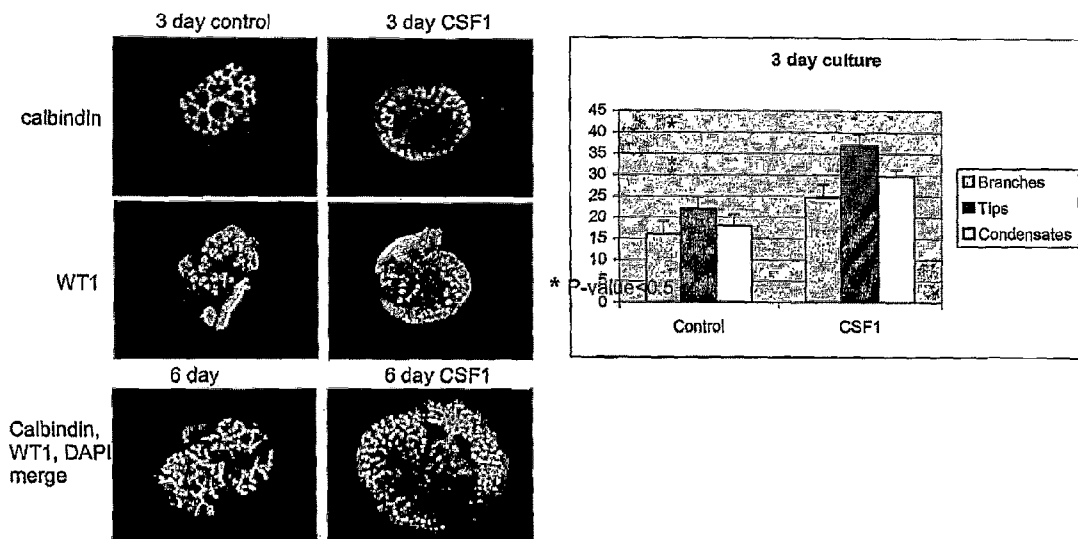 3 day control
3 day CSF1
calbindin
WT1
6 day
6 day CSF1
Calbindin,
WT1, DAPI
merge
3 day culture
45
40
35
30
25
20
15
10
5
0
*
* P-value<0.5
Control
CSF1
Branches
Tips
Condensates